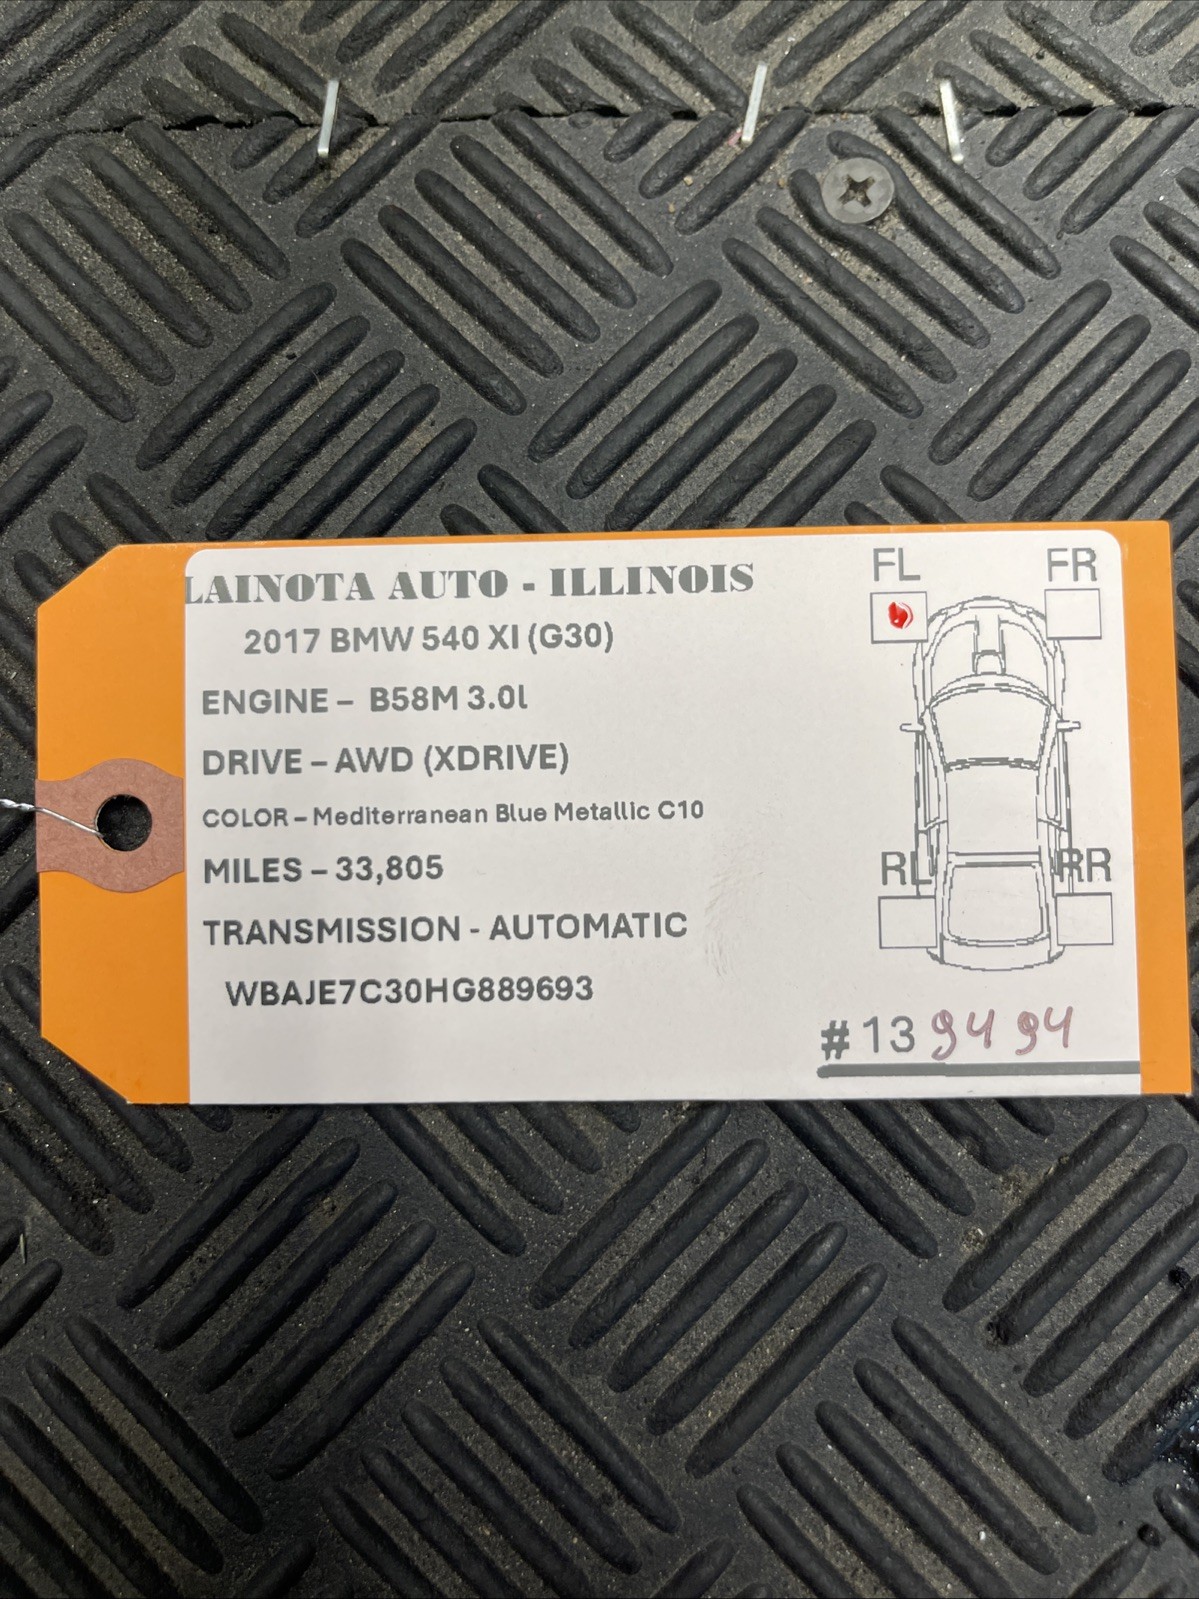 LAINOTA AUTO - ILLINOIS
2017 BMW 540 XI (G30)
ENGINE – B58M 3.0l
DRIVE – AWD (XDRIVE)
COLOR – Mediterranean Blue Metallic C10
MILES – 33,805
TRANSMISSION - AUTOMATIC
WBAJE7C30HG889693
FL FR
RL RR
#139494